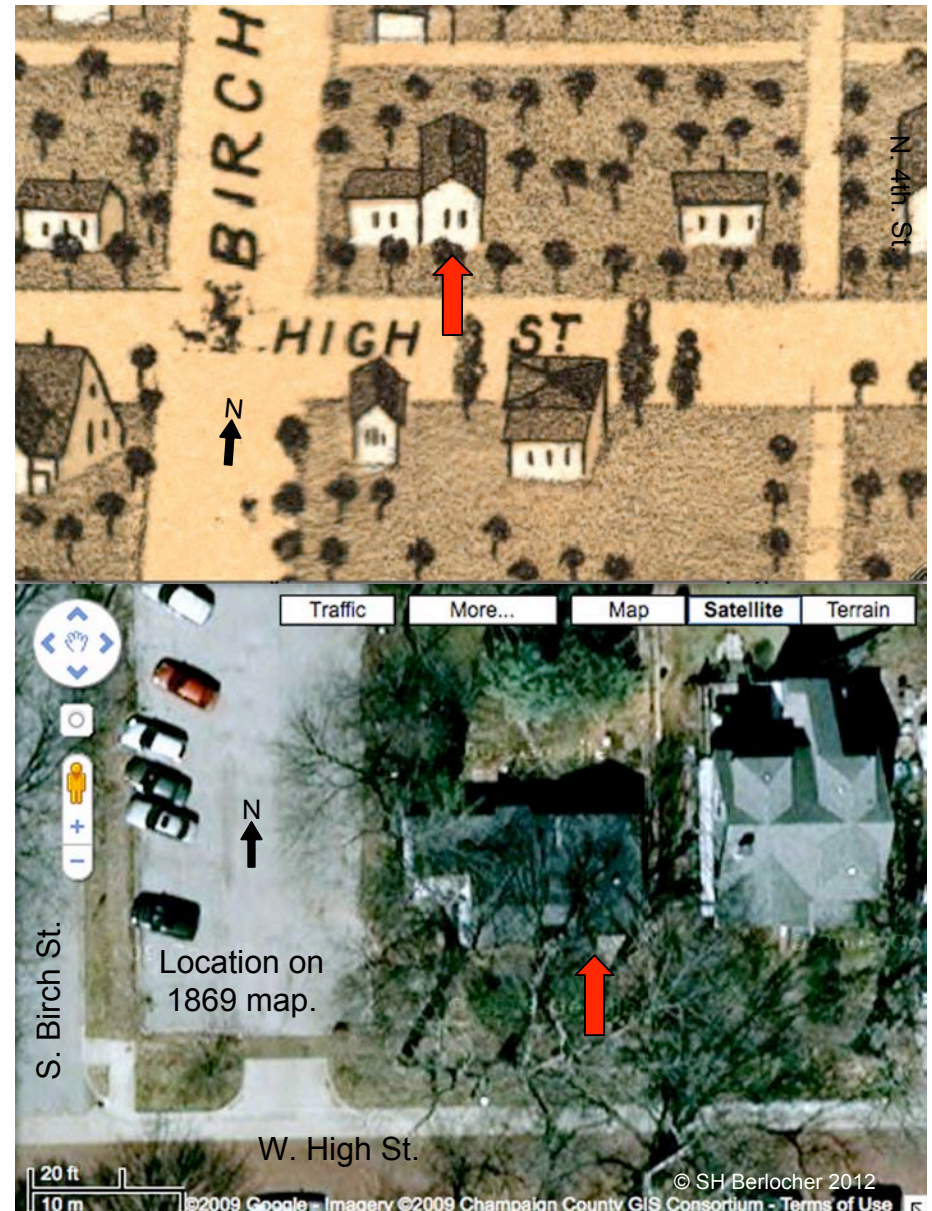 BIRCH
N. 4th. St.
HIGH ST.
N
Traffic
More...
Map
Satellite
Terrain
N
S. Birch St.
Location on
1869 map.
W. High St.
20 ft
10 m
© SH Berlocher 2012
©2009 Google - Imagery ©2009 Champaign County GIS Consortium - Terms of Use